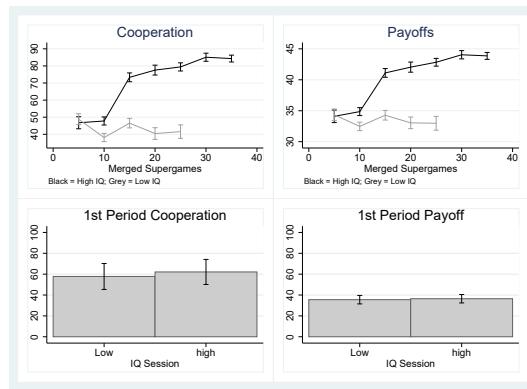 Cooperation
90
80
70
60
50
40
0 10 20 30 40
Merged Supergames
Black = High IQ; Grey = Low IQ
Payoffs
45
40
35
30
0 10 20 30 40
Merged Supergames
Black = High IQ; Grey = Low IQ
1st Period Cooperation
100
80
60
40
20
0
Low high
IQ Session
1st Period Payoff
100
80
60
40
20
0
Low high
IQ Session